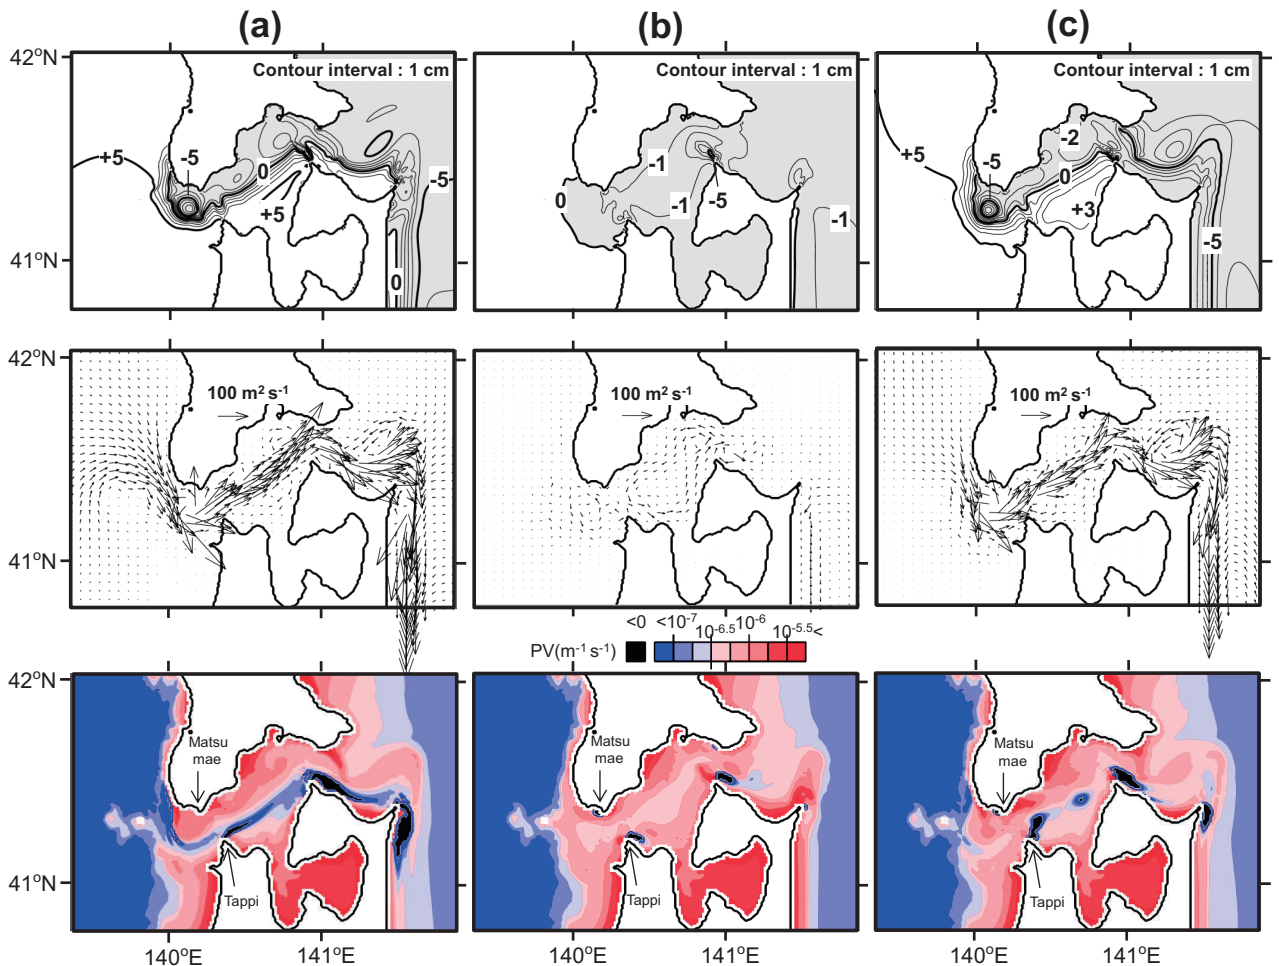 (a) (b) (c)
42°N
Contour interval : 1 cm
Contour interval : 1 cm
Contour interval : 1 cm
+5 -5 0 +5 -5 0
0 -1 -1 -5 -1
+5 -5 -2 0 +3 -5
41°N
42°N
100 m² s⁻¹
100 m² s⁻¹
100 m² s⁻¹
41°N
PV(m⁻¹ s⁻¹) <0 <10⁻⁷ 10⁻⁶·⁵ 10⁻⁶ 10⁻⁵·⁵<
42°N
Matsu
mae
Matsu
mae
Matsu
mae
41°N
Tappi
Tappi
Tappi
140°E 141°E 140°E 141°E 140°E 141°E